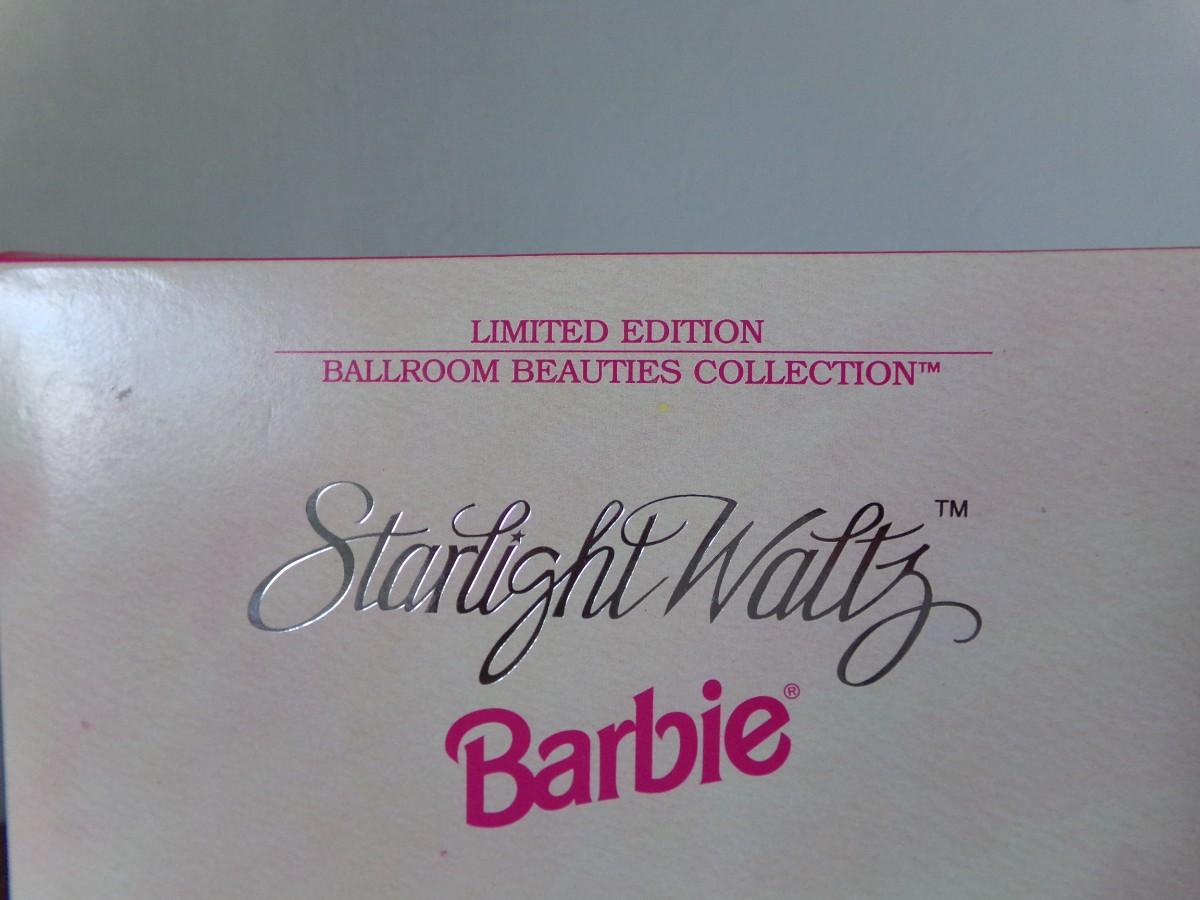 LIMITED EDITION
BALLROOM BEAUTIES COLLECTION™
Starlight Waltz™
Barbie®